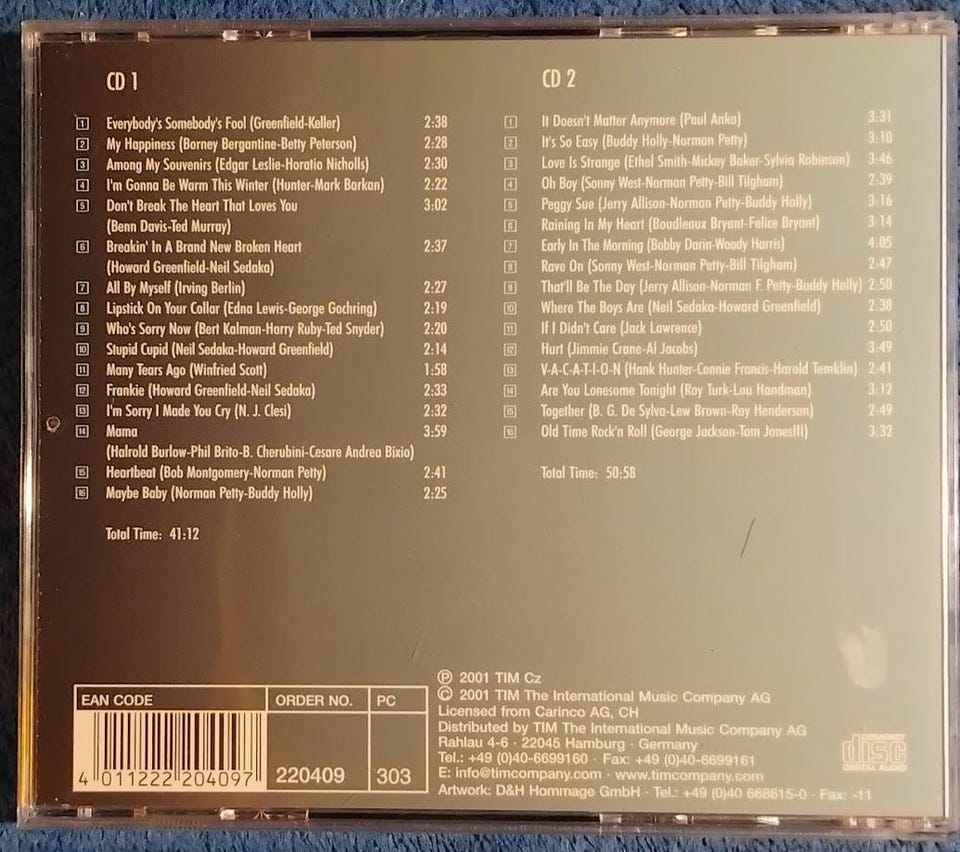 CD 1
1 Everybody's Somebody's Fool (Greenfield-Keller) 2:38
2 My Happiness (Borney Bergantine-Betty Peterson) 2:28
3 Among My Souvenirs (Edgar Leslie-Horatio Nicholls) 2:30
4 I'm Gonna Be Warm This Winter (Hunter-Mark Barkan) 2:22
5 Don't Break The Heart That Loves You 3:02
(Benn Davis-Ted Murray)
6 Breakin' In A Brand New Broken Heart 2:37
(Howard Greenfield-Neil Sedaka)
7 All By Myself (Irving Berlin) 2:27
8 Lipstick On Your Collar (Edna Lewis-George Gochring) 2:19
9 Who's Sorry Now (Bert Kalman-Harry Ruby-Ted Snyder) 2:20
10 Stupid Cupid (Neil Sedaka-Howard Greenfield) 2:14
11 Many Tears Ago (Winfried Scott) 1:58
12 Frankie (Howard Greenfield-Neil Sedaka) 2:33
13 I'm Sorry I Made You Cry (N. J. Clesi) 2:32
14 Mama 3:59
(Halrold Burlow-Phil Brito-B. Cherubini-Cesare Andrea Bixio)
15 Heartbeat (Bob Montgomery-Norman Petty) 2:41
16 Maybe Baby (Norman Petty-Buddy Holly) 2:25
Total Time: 41:12
CD 2
1 It Doesn't Matter Anymore (Paul Anka) 3:31
2 It's So Easy (Buddy Holly-Norman Petty) 3:10
3 Love Is Strange (Ethel Smith-Mickey Baker-Sylvia Robinson) 3:46
4 Oh Boy (Sonny West-Norman Petty-Bill Tilgham) 2:39
5 Peggy Sue (Jerry Allison-Norman Petty-Buddy Holly) 3:16
6 Raining In My Heart (Boudleaux Bryant-Felice Bryant) 3:14
7 Early In The Morning (Bobby Darin-Woody Harris) 4:05
8 Rave On (Sonny West-Norman Petty-Bill Tilgham) 2:47
9 That'll Be The Day (Jerry Allison-Norman F. Petty-Buddy Holly) 2:50
10 Where The Boys Are (Neil Sedaka-Howard Greenfield) 2:38
11 If I Didn't Care (Jack Lawrence) 2:50
12 Hurt (Jimmie Crane-Al Jacobs) 3:49
13 V-A-C-A-T-I-O-N (Hank Hunter-Connie Francis-Harold Temklin) 2:41
14 Are You Lonesome Tonight (Roy Turk-Lou Handman) 3:12
15 Together (B. G. De Sylva-Lew Brown-Ray Henderson) 2:49
16 Old Time Rock'n Roll (George Jackson-Tom JonesIII) 3:32
Total Time: 50:58
EAN CODE ORDER NO. PC
4 011222 204097 220409 303
℗ 2001 TIM Cz
© 2001 TIM The International Music Company AG
Licensed from Carinco AG, CH
Distributed by TIM The International Music Company AG
Rahlau 4-6 · 22045 Hamburg · Germany
Tel.: +49 (0)40-6699160 · Fax: +49 (0)40-66991​61
E: info@timcompany.com · www.timcompany.com
Artwork: D&H Hommage GmbH · Tel.: +49 (0)40 668615-0 · Fax: -11
COMPACT
disc
DIGITAL AUDIO